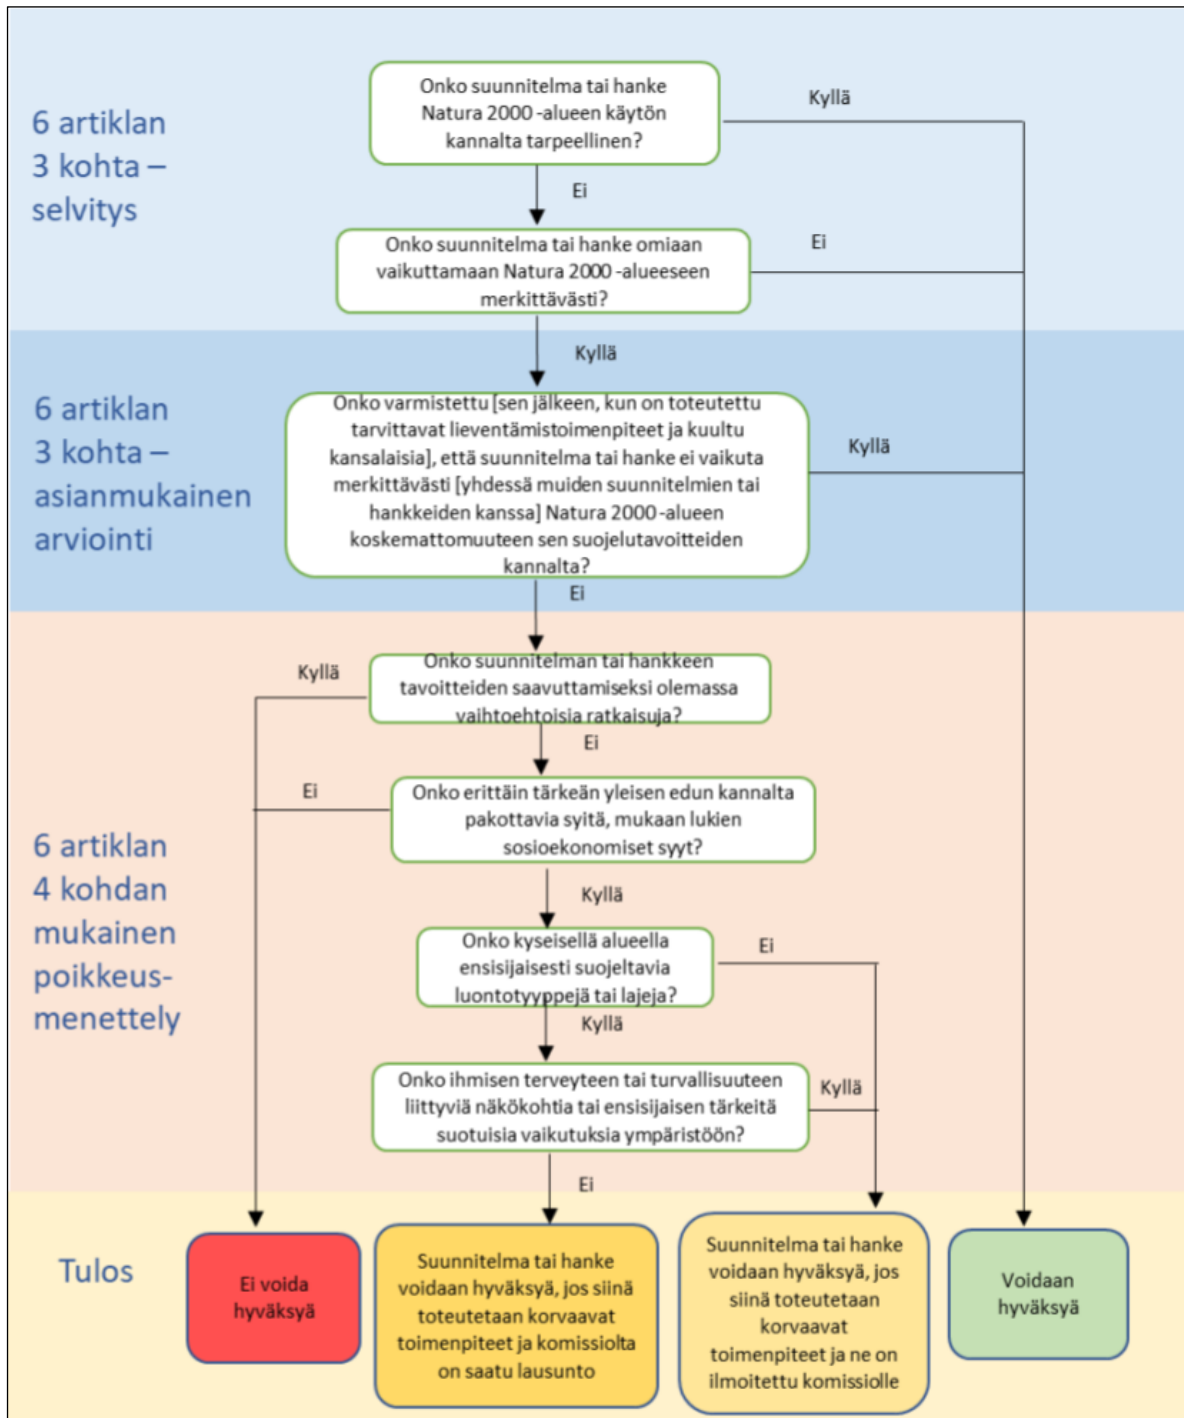 6 artiklan
3 kohta –
selvitys
Onko suunnitelma tai hanke
Natura 2000 -alueen käytön
kannalta tarpeellinen?
Kyllä
Ei
Onko suunnitelma tai hanke omiaan
vaikuttamaan Natura 2000 -alueeseen
merkittävästi?
Ei
Kyllä
6 artiklan
3 kohta –
asianmukainen
arviointi
Onko varmistettu [sen jälkeen, kun on toteutettu
tarvittavat lieventämistoimenpiteet ja kuultu
kansalaisia], että suunnitelma tai hanke ei vaikuta
merkittävästi [yhdessä muiden suunnitelmien tai
hankkeiden kanssa] Natura 2000 -alueen
koskemattomuuteen sen suojelutavoitteiden
kannalta?
Kyllä
Ei
6 artiklan
4 kohdan
mukainen
poikkeus-
menettely
Onko suunnitelman tai hankkeen
tavoitteiden saavuttamiseksi olemassa
vaihtoehtoisia ratkaisuja?
Kyllä
Ei
Onko erittäin tärkeän yleisen edun kannalta
pakottavia syitä, mukaan lukien
sosioekonomiset syyt?
Ei
Kyllä
Onko kyseisellä alueella
ensisijaisesti suojeltavia
luontotyyppejä tai lajeja?
Ei
Kyllä
Onko ihmisen terveyteen tai turvallisuuteen
liittyviä näkökohtia tai ensisijaisen tärkeitä
suotuisia vaikutuksia ympäristöön?
Kyllä
Ei
Tulos
Ei voida
hyväksyä
Suunnitelma tai hanke
voidaan hyväksyä, jos siinä
toteutetaan korvaavat
toimenpiteet ja komissiolta
on saatu lausunto
Suunnitelma tai hanke
voidaan hyväksyä, jos
siinä toteutetaan
korvaavat
toimenpiteet ja ne on
ilmoitettu komissiolle
Voidaan
hyväksyä